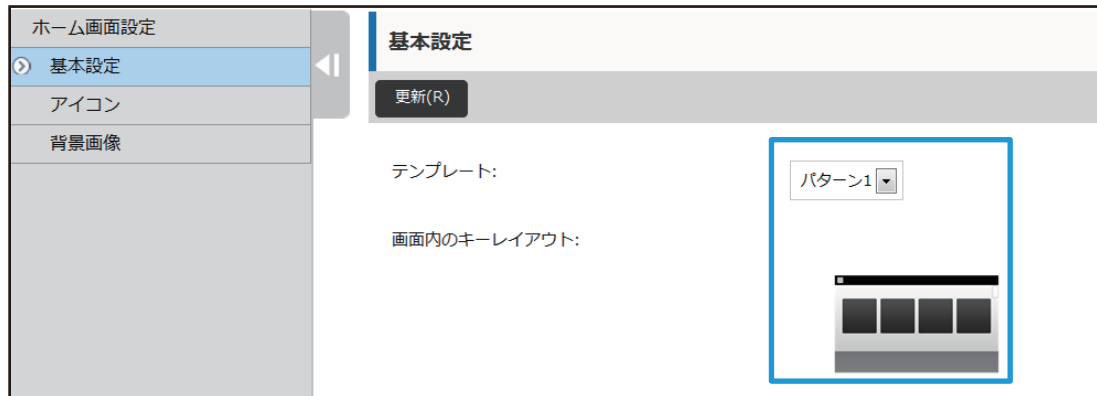 ホーム画面設定
基本設定
アイコン
背景画像
基本設定
更新(R)
テンプレート:
パターン1
画面内のキーレイアウト: